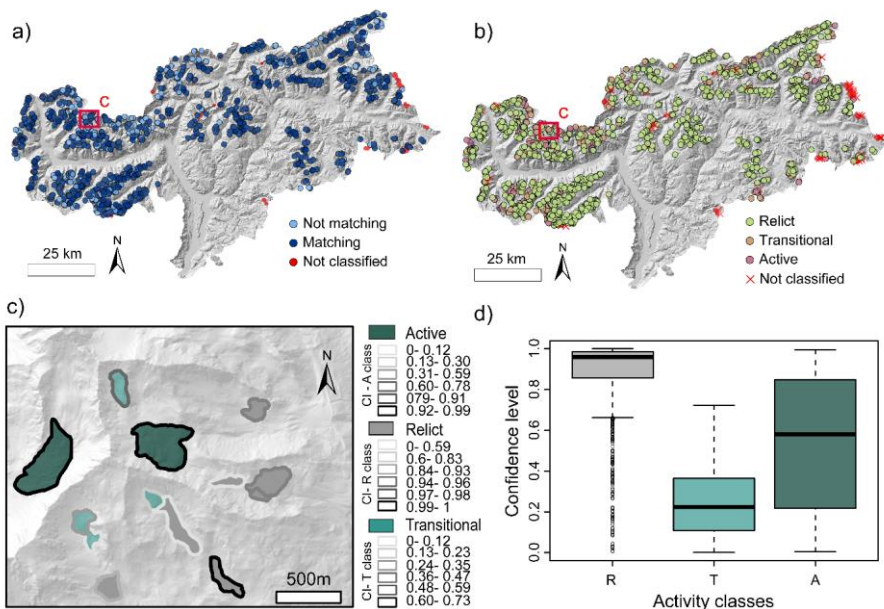 a)
C
N
25 km
Not matching
Matching
Not classified
b)
C
N
25 km
Relict
Transitional
Active
Not classified
c)
N
500m
Active
CI - A class
0- 0.12
0.13- 0.30
0.31- 0.59
0.60- 0.78
079- 0.91
0.92- 0.99
Relict
CI - R class
0- 0.59
0.6- 0.83
0.84- 0.93
0.94- 0.96
0.97- 0.98
0.99- 1
Transitional
CI- T class
0- 0.12
0.13- 0.23
0.24- 0.35
0.36- 0.47
0.48- 0.59
0.60- 0.73
d)
Confidence level
1.0
0.8
0.6
0.4
0.2
0.0
R T A
Activity classes